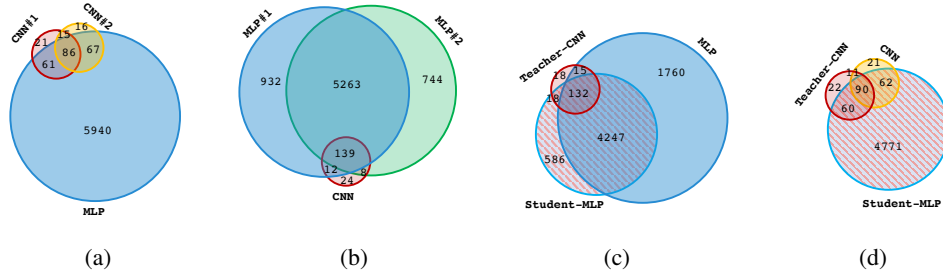 CNN#1
CNN#2
21
15
16
86
67
61
5940
MLP
(a)
MLP#1
MLP#2
932
5263
744
139
12
8
24
CNN
(b)
Teacher-CNN
MLP
18
15
1760
18
132
4247
586
Student-MLP
(c)
Teacher-CNN
CNN
21
11
22
90
62
60
4771
Student-MLP
(d)